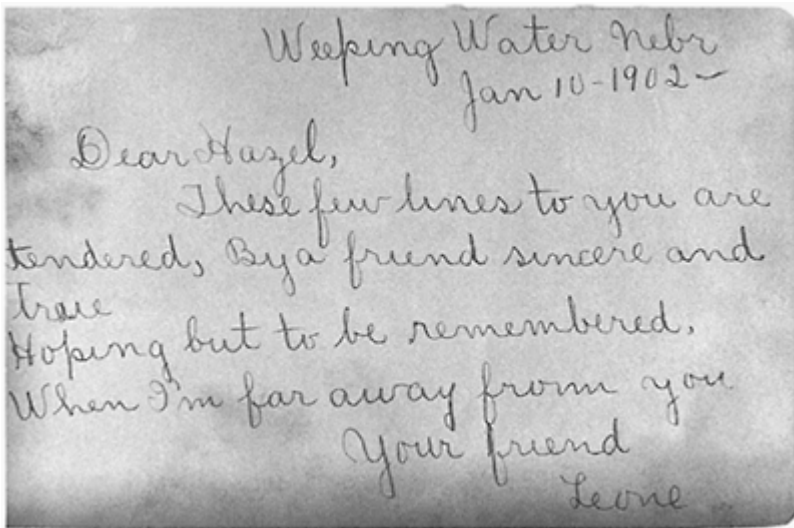 Weeping Water Nebr
Jan 10-1902-
Dear Hazel,
These few lines to you are
tendered, By a friend sincere and
true
Hoping but to be remembered.
When I'm far away from you
Your friend
Leone